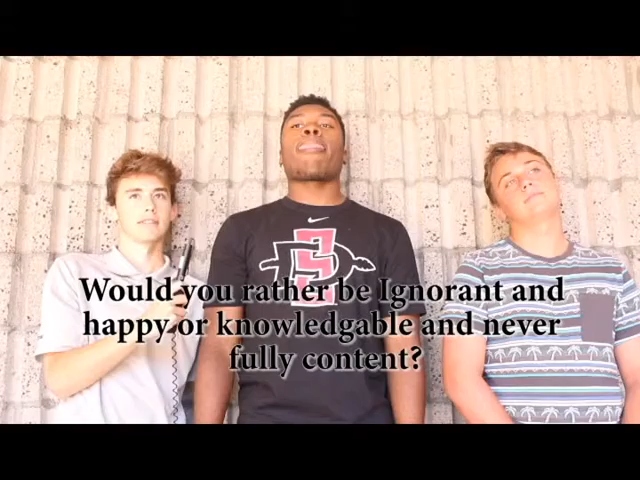 Would you rather be Ignorant and
happy or knowledgable and never
fully content?